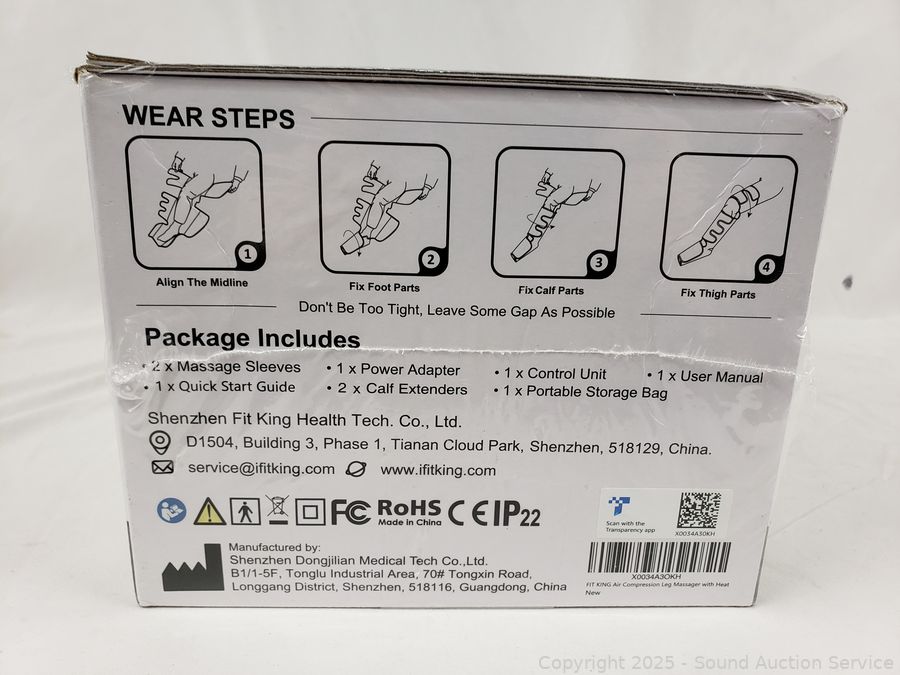 WEAR STEPS
1
2
3
4
Align The Midline
Fix Foot Parts
Fix Calf Parts
Fix Thigh Parts
Don't Be Too Tight, Leave Some Gap As Possible
Package Includes
• 2 x Massage Sleeves • 1 x Power Adapter • 1 x Control Unit • 1 x User Manual
• 1 x Quick Start Guide • 2 x Calf Extenders • 1 x Portable Storage Bag
Shenzhen Fit King Health Tech. Co., Ltd.
D1504, Building 3, Phase 1, Tianan Cloud Park, Shenzhen, 518129, China.
service@ifitking.com www.ifitking.com
FC RoHS CE IP22
Made in China
Scan with the
Transparency app
X0034A3OKH
Manufactured by:
Shenzhen Dongjilian Medical Tech Co.,Ltd.
B1/1-5F, Tonglu Industrial Area, 70# Tongxin Road,
Longgang District, Shenzhen, 518116, Guangdong, China
X0034A3OKH
FIT KING Air Compression Leg Massager with Heat
New
Copyright 2025 - Sound Auction Service